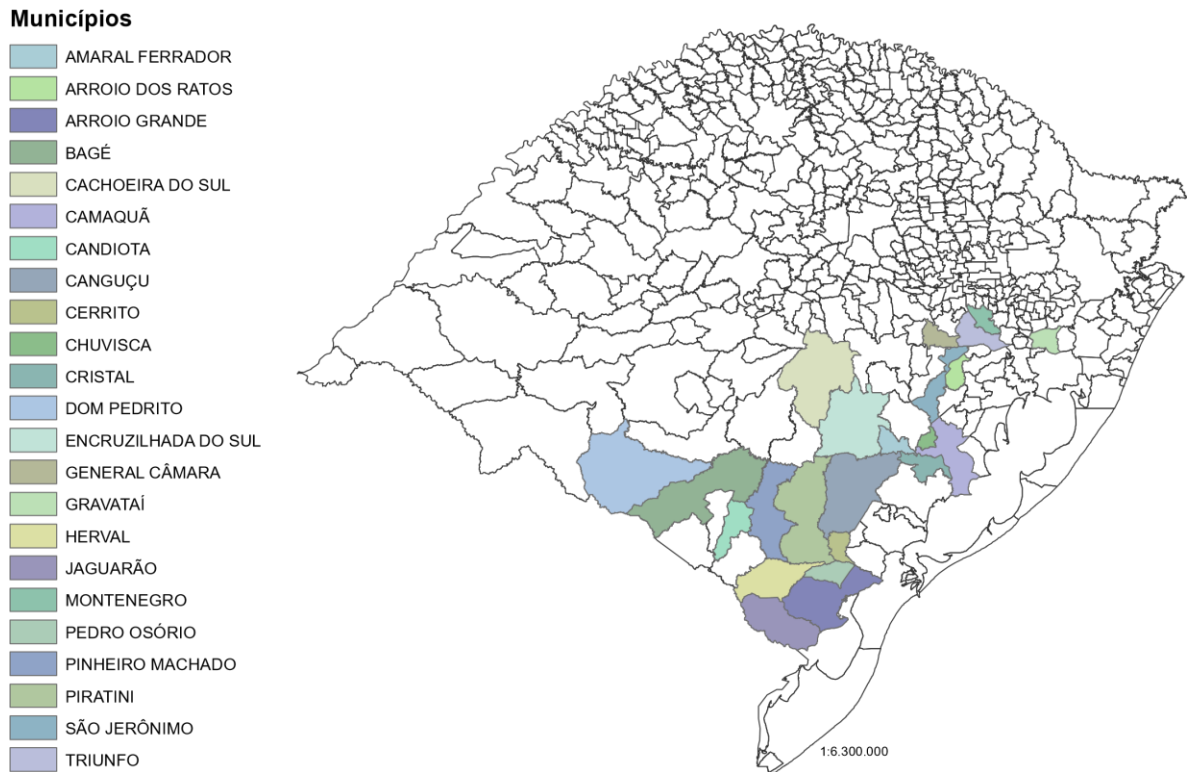 Municípios
AMARAL FERRADOR
ARROIO DOS RATOS
ARROIO GRANDE
BAGÉ
CACHOEIRA DO SUL
CAMAQUÃ
CANDIOTA
CANGUÇU
CERRITO
CHUVISCA
CRISTAL
DOM PEDRITO
ENCRUZILHADA DO SUL
GENERAL CÂMARA
GRAVATAÍ
HERVAL
JAGUARÃO
MONTENEGRO
PEDRO OSÓRIO
PINHEIRO MACHADO
PIRATINI
SÃO JERÔNIMO
TRIUNFO
1:6.300.000